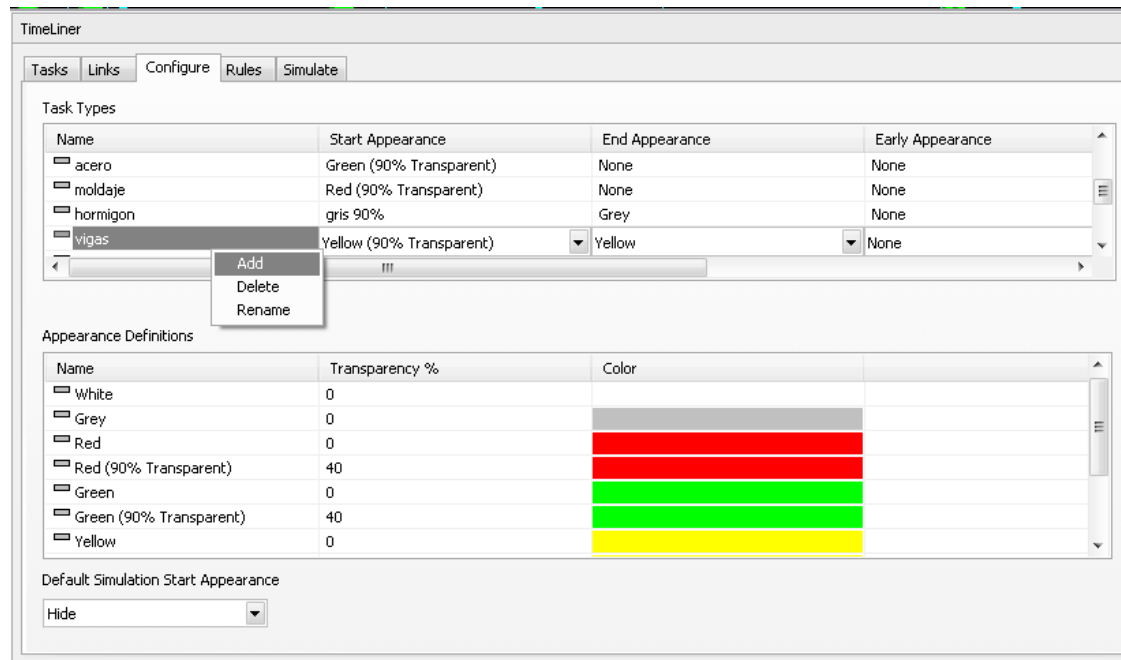 TimeLiner
Tasks Links Configure Rules Simulate
Task Types
Name Start Appearance End Appearance Early Appearance
acero Green (90% Transparent) None None
moldaje Red (90% Transparent) None None
hormigon gris 90% Grey None
vigas Yellow (90% Transparent) Yellow None
Add
Delete
Rename
Appearance Definitions
Name Transparency % Color
White 0
Grey 0
Red 0
Red (90% Transparent) 40
Green 0
Green (90% Transparent) 40
Yellow 0
Default Simulation Start Appearance
Hide